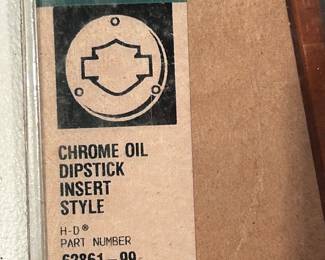 CHROME OIL
DIPSTICK
INSERT
STYLE
H-D®
PART NUMBER
62861-99